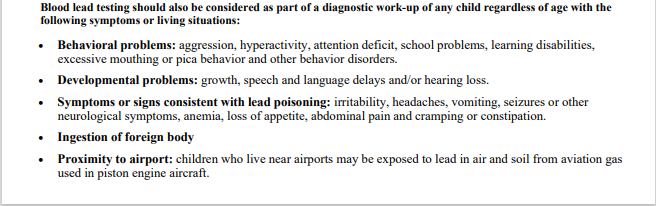 Blood lead testing should also be considered as part of a diagnostic work-up of any child regardless of age with the
following symptoms or living situations:
• Behavioral problems: aggression, hyperactivity, attention deficit, school problems, learning disabilities,
excessive mouthing or pica behavior and other behavior disorders.
• Developmental problems: growth, speech and language delays and/or hearing loss.
• Symptoms or signs consistent with lead poisoning: irritability, headaches, vomiting, seizures or other
neurological symptoms, anemia, loss of appetite, abdominal pain and cramping or constipation.
• Ingestion of foreign body
• Proximity to airport: children who live near airports may be exposed to lead in air and soil from aviation gas
used in piston engine aircraft.